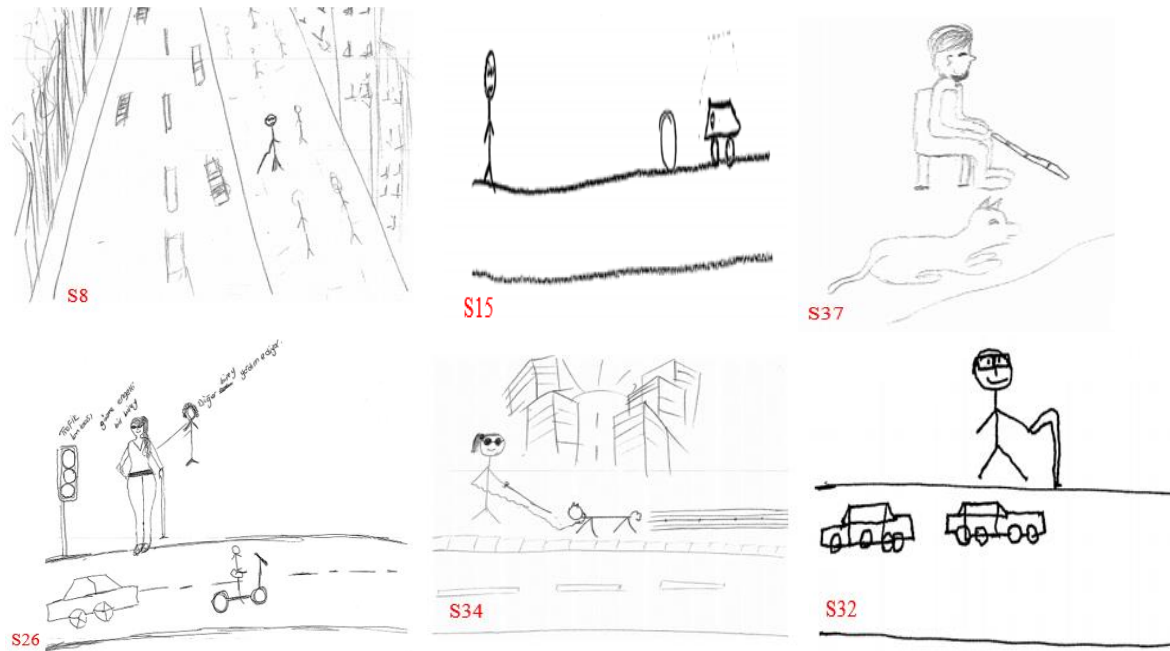 S8
S15
S37
Trafik
lambası,
görme engelli
bir birey
Diğer birey yardım ediyor.
S26
S34
S32